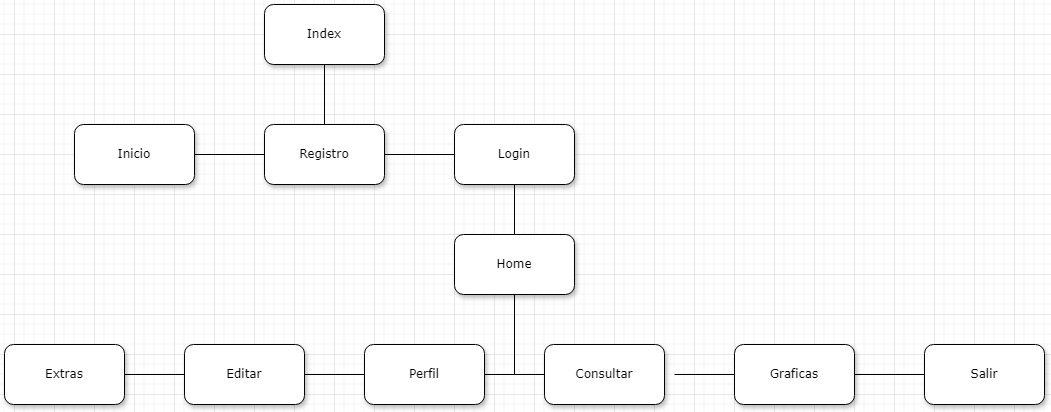 Index
Inicio
Registro
Login
Home
Extras
Editar
Perfil
Consultar
Graficas
Salir